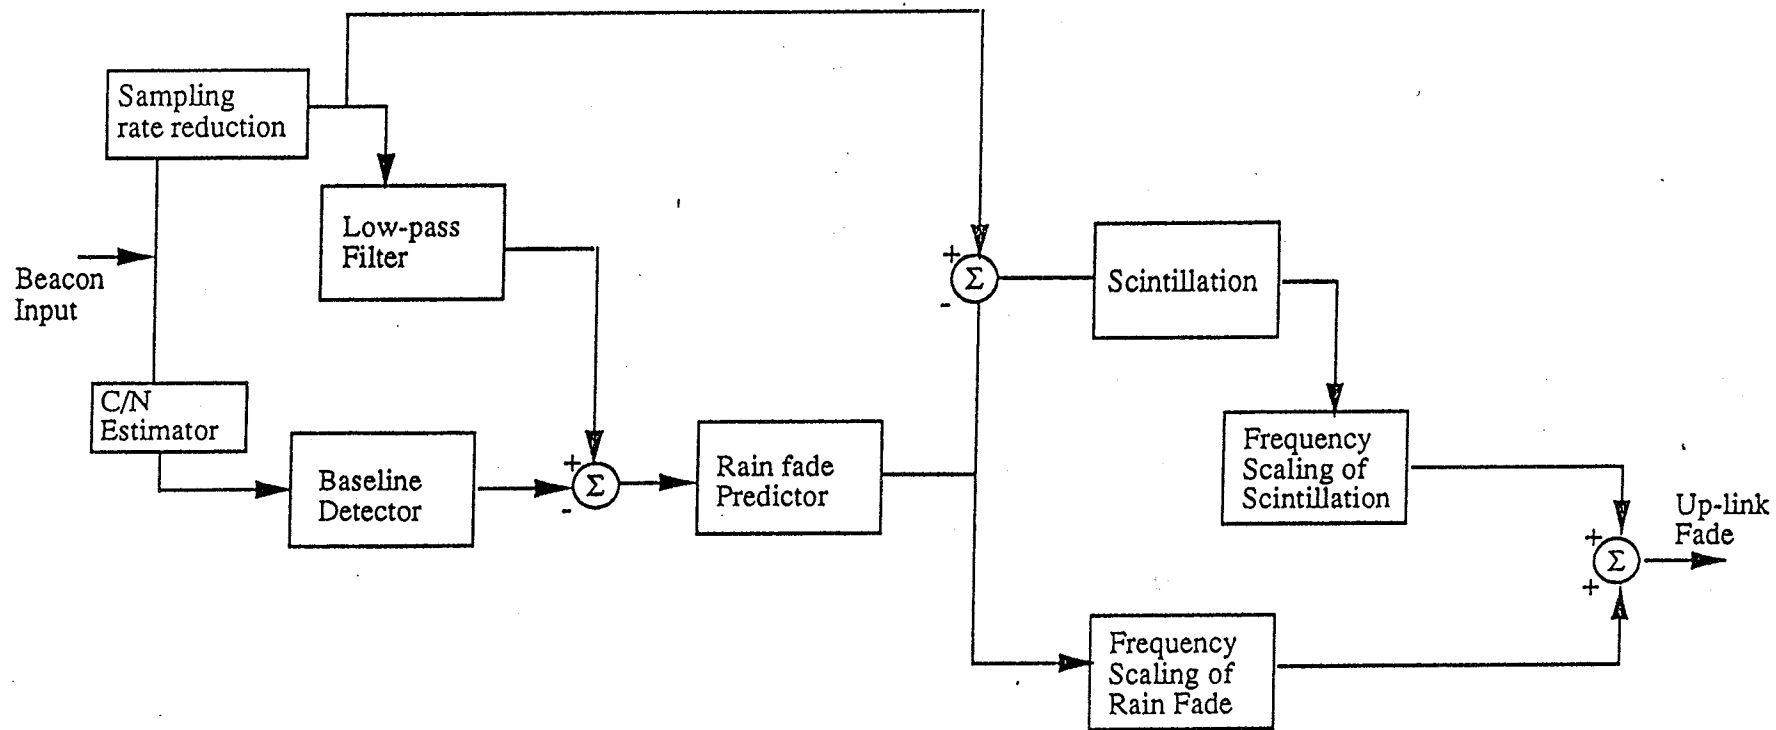 Sampling
rate reduction
Low-pass
Filter
Beacon
Input
C/N
Estimator
Baseline
Detector
+
Σ
-
Rain fade
Predictor
+
Σ
-
Scintillation
Frequency
Scaling of
Scintillation
Frequency
Scaling of
Rain Fade
+
Σ
+
Up-link
Fade